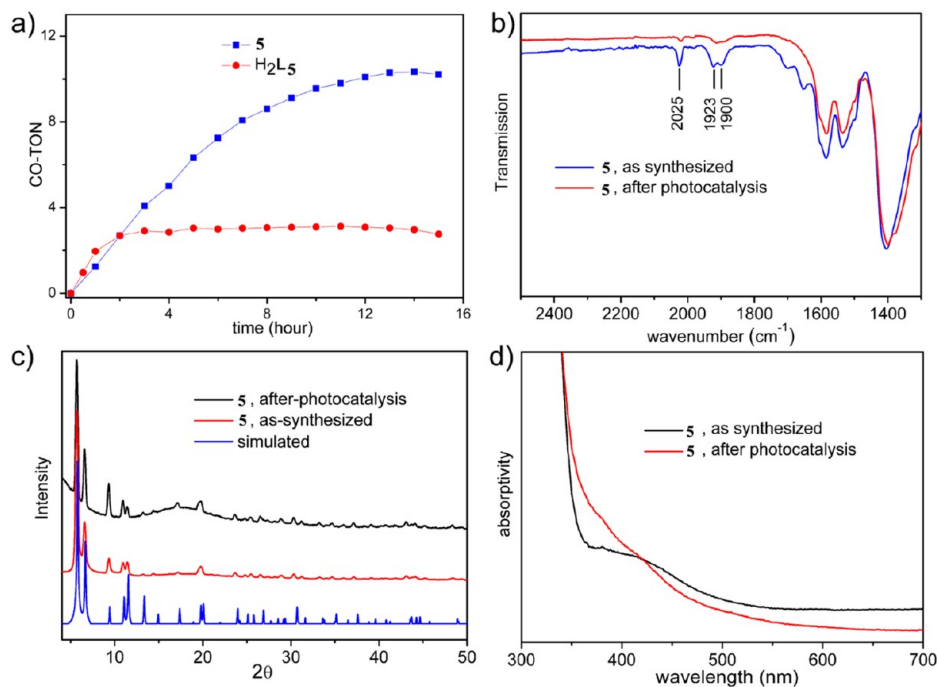 a)
12
8
4
0
CO-TON
5
H2L5
0 4 8 12 16
time (hour)
b)
Transmission
2025
1923
1900
5 , as synthesized
5 , after photocatalysis
2400 2200 2000 1800 1600 1400
wavenumber (cm-1)
c)
Intensity
5 , after-photocatalysis
5 , as-synthesized
simulated
10 20 30 40 50
2θ
d)
absorptivity
5 , as synthesized
5 , after photocatalysis
300 400 500 600 700
wavelength (nm)